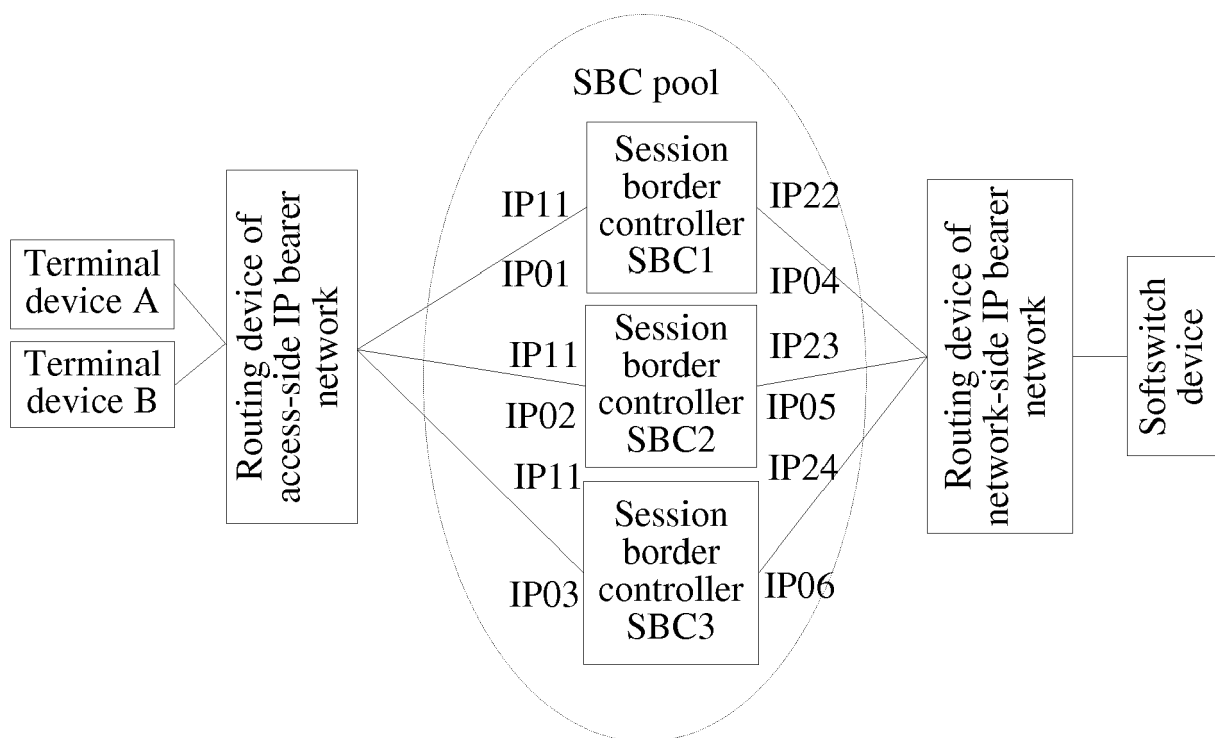 SBC pool
Terminal
device A
Terminal
device B
Routing device of
access-side IP bearer
network
IP11
IP01
IP11
IP02
IP11
IP03
Session
border
controller
SBC1
Session
border
controller
SBC2
Session
border
controller
SBC3
IP22
IP04
IP23
IP05
IP24
IP06
Routing device of
network-side IP bearer
network
Softswitch
device